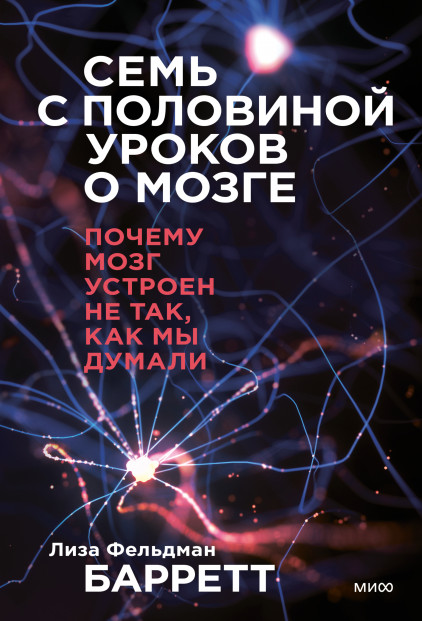 СЕМЬ
С ПОЛОВИНОЙ
УРОКОВ
О МОЗГЕ
ПОЧЕМУ
МОЗГ
УСТРОЕН
НЕ ТАК,
КАК МЫ
ДУМАЛИ
Лиза Фельдман
БАРРЕТТ
МИФ